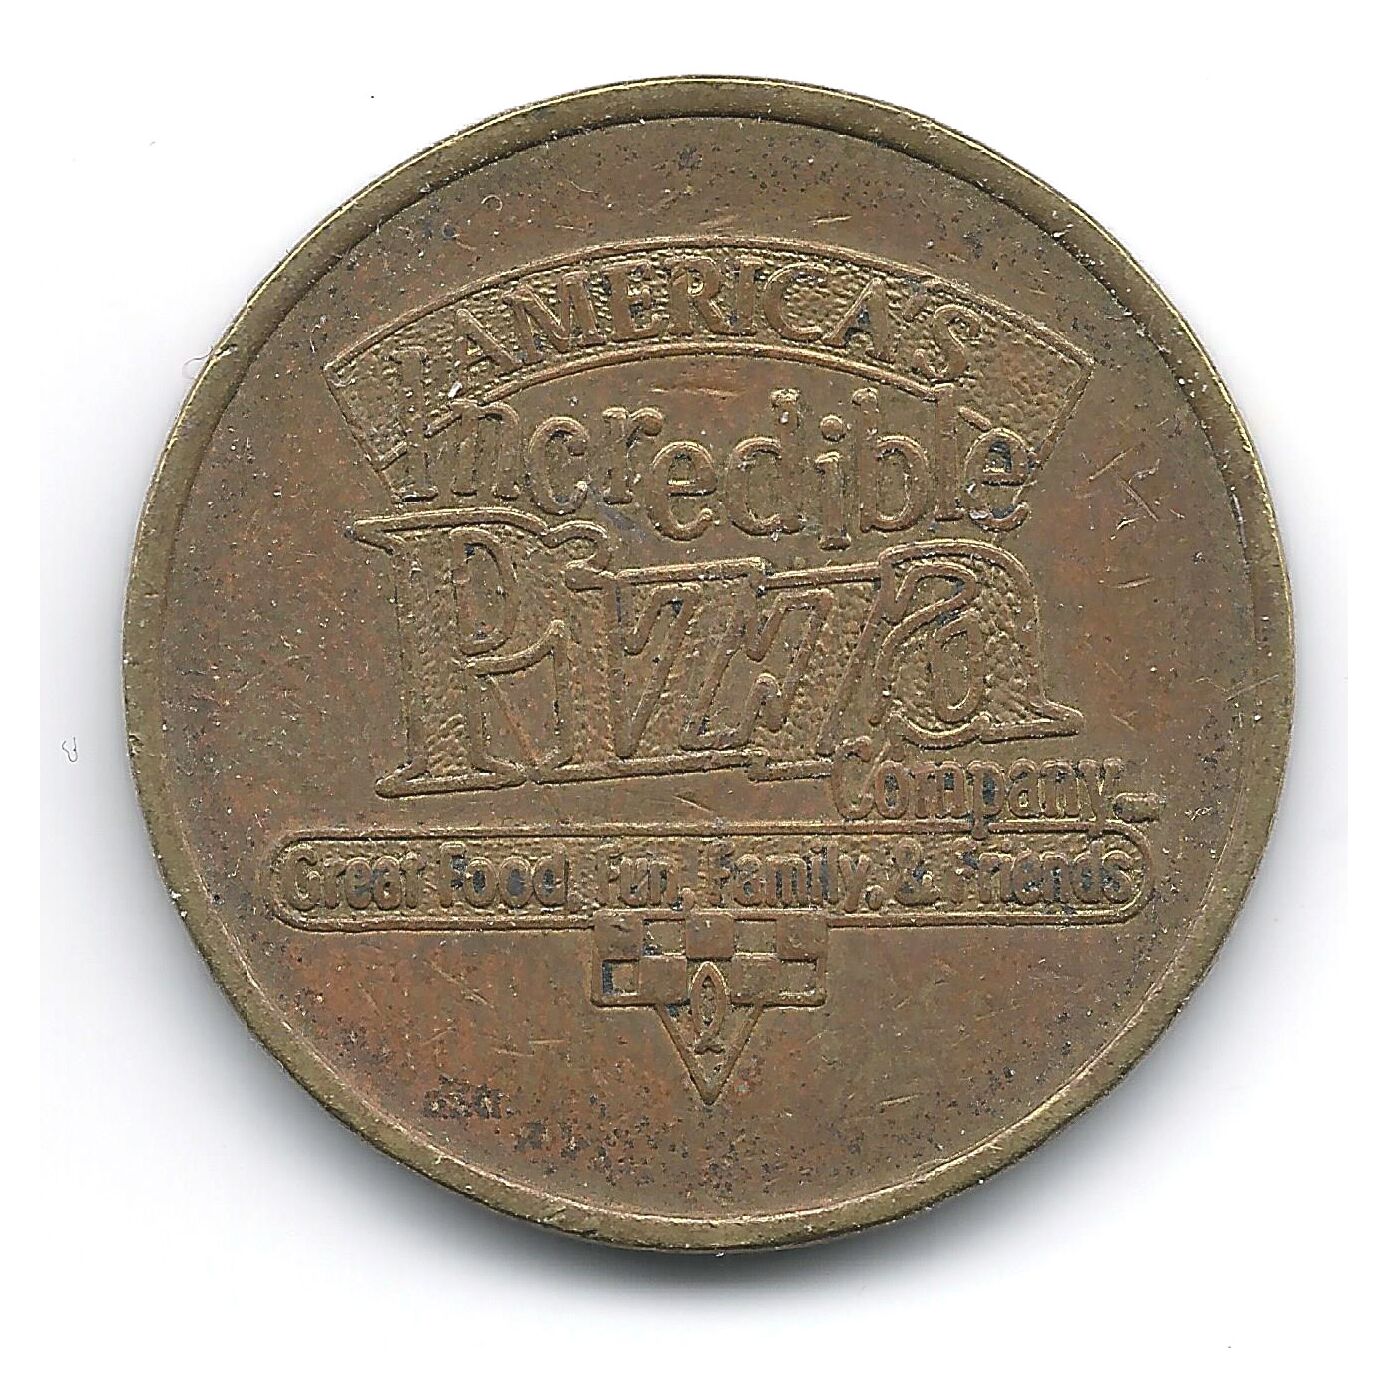 AMERICA'S
Incredible
Pizza
Company
Great Food, Fun, Family, & Friends